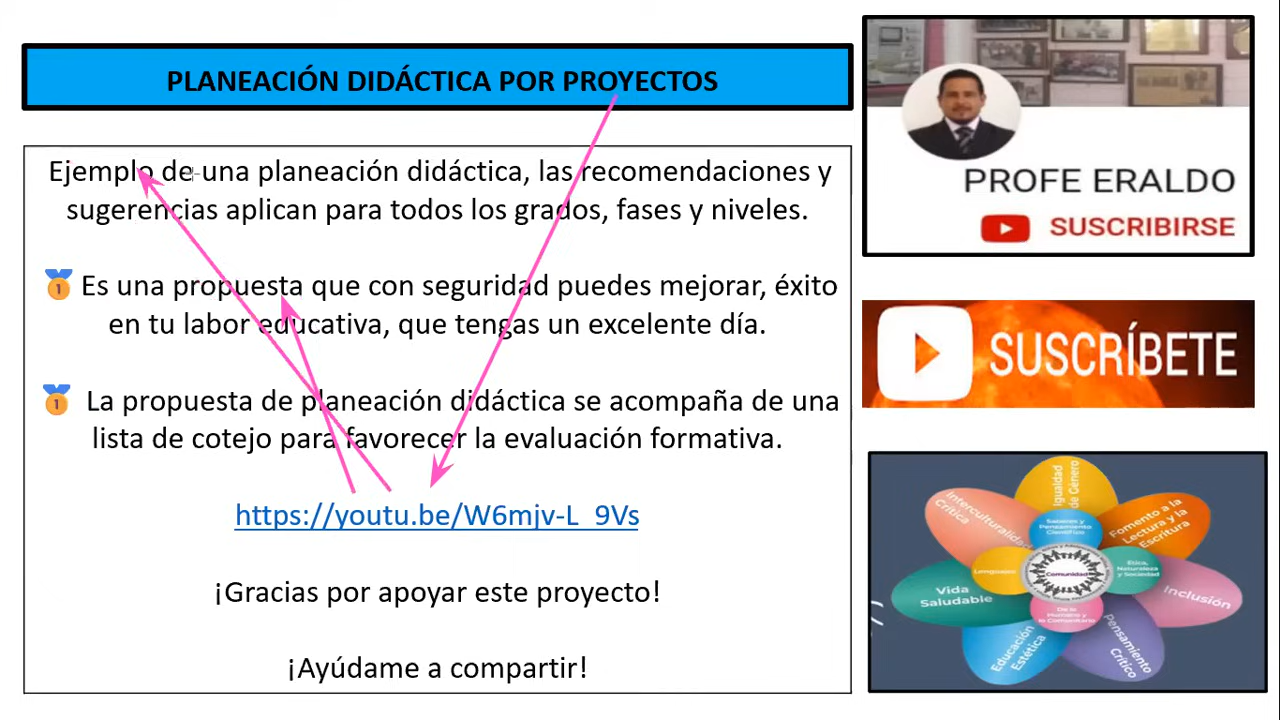 PLANEACIÓN DIDÁCTICA POR PROYECTOS
Ejemplo de una planeación didáctica, las recomendaciones y
sugerencias aplican para todos los grados, fases y niveles.
Es una propuesta que con seguridad puedes mejorar, éxito
en tu labor educativa, que tengas un excelente día.
La propuesta de planeación didáctica se acompaña de una
lista de cotejo para favorecer la evaluación formativa.
https://youtu.be/W6mjv-L_9Vs
¡Gracias por apoyar este proyecto!
¡Ayúdame a compartir!
PROFE ERALDO
SUSCRIBIRSE
SUSCRÍBETE
Igualdad
de Género
Interculturalidad
Crítica
Fomento a la
Lectura y la
Escritura
Saberes y
Pensamiento
Científico
Lenguajes
Comunidad
Ética,
Naturaleza
y Sociedad
Vida
Saludable
Inclusión
De lo
Humano y
lo Comunitario
Educación
Estética
Pensamiento
Crítico